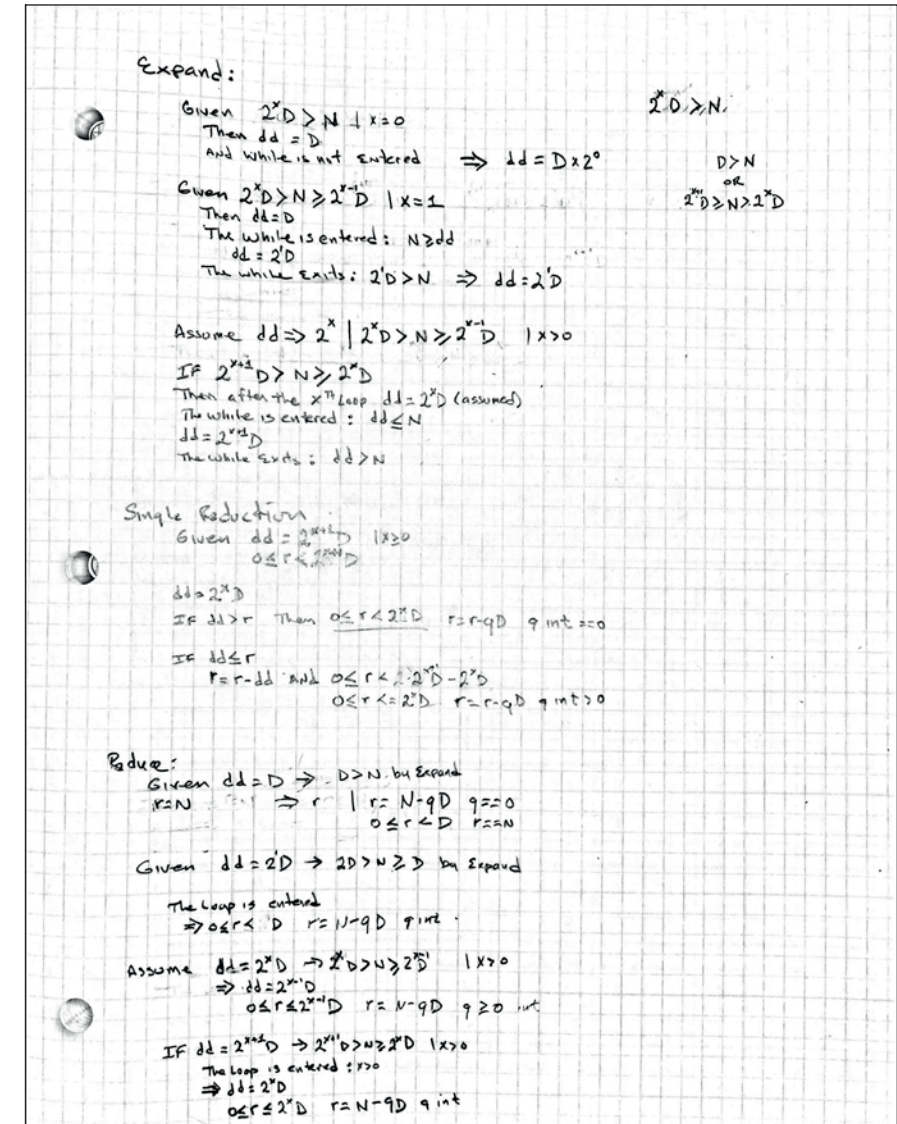 Expand:
Given 2^x D > N | x=0
Then dd = D
And while is not Entered ⇒ dd = D x 2^0
2^x D ≥ N
D > N
OR
2^x+1 D ≥ N > 2^x D
Given 2^x D > N ≥ 2^x-1 D | x=1
Then dd=D
The while is entered: N≥dd
dd = 2^1 D
The while Exits: 2^1 D > N ⇒ dd=2^1 D
Assume dd ⇒ 2^x | 2^x D > N ≥ 2^x-1 D | x>0
IF 2^x+1 D > N ≥ 2^x D
Then after the x^TH Loop dd = 2^x D (assumed)
The while is entered : dd ≤ N
dd = 2^x+1 D
The while Exits : dd > N
Single Reduction
Given dd = 2^x+1 D | x≥0
0 ≤ r < 2^x+1 D
dd = 2^x D
IF dd > r Then 0 ≤ r < 2^x D r=r-qD q int ==0
IF dd ≤ r
r=r-dd AND 0 ≤ r < 2·2^x D - 2^x D
0 ≤ r <= 2^x D r=r-qD q int >0
Reduce:
Given dd = D → D>N by Expand
r=N ⇒ r | r= N-qD q==0
0 ≤ r < D r==N
Given dd = 2^1 D → 2D > N ≥ D by Expand
The Loop is entered
⇒ 0≤r< D r= N-qD q int
Assume dd = 2^x D → 2^x D > N ≥ 2^x-1 D | x>0
⇒ dd = 2^x-1 D
0≤r≤2^x-1 D r= N-qD q ≥0 int
IF dd = 2^x+1 D → 2^x+1 D > N ≥ 2^x D | x>0
The Loop is entered : x>0
⇒ dd = 2^x D
0≤r≤2^x D r= N-qD q int